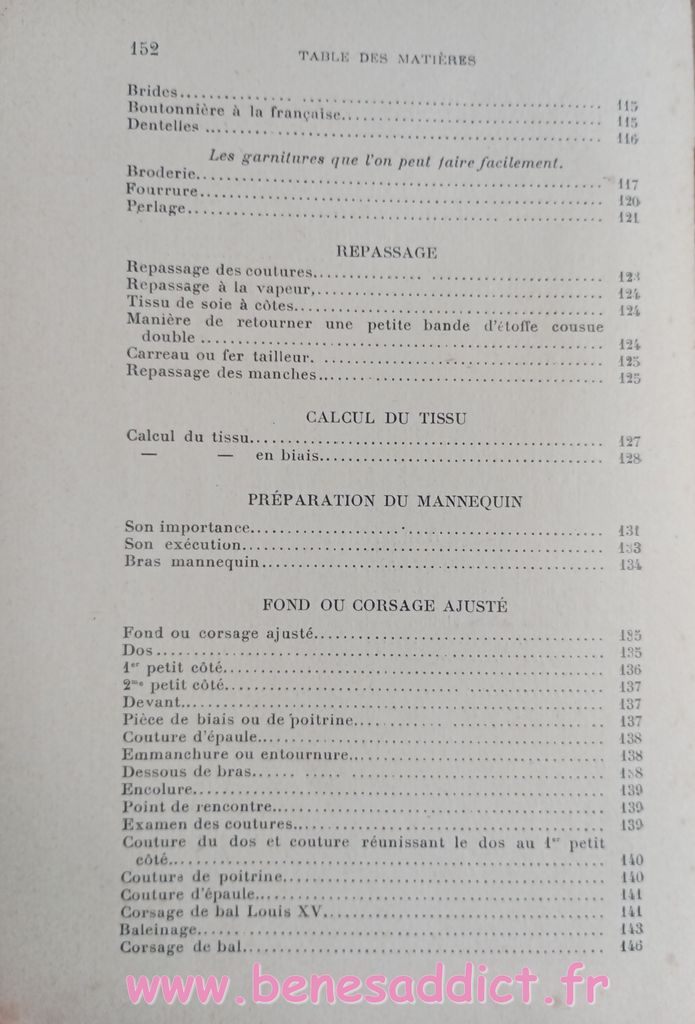 152
TABLE DES MATIÈRES
Brides........................................ 115
Boutonnière à la française........................................ 115
Dentelles ........................................ 116
Les garnitures que l'on peut faire facilement.
Broderie........................................ 117
Fourrure........................................ 120
Perlage........................................ 121
REPASSAGE
Repassage des coutures........................................ 123
Repassage à la vapeur,........................................ 124
Tissu de soie à côtes........................................ 124
Manière de retourner une petite bande d'étoffe cousue
double ........................................ 124
Carreau ou fer tailleur. ........................................ 125
Repassage des manches........................................ 125
CALCUL DU TISSU
Calcul du tissu........................................ 127
— — en biais........................................ 128
PRÉPARATION DU MANNEQUIN
Son importance........................................ 131
Son exécution........................................ 133
Bras mannequin........................................ 134
FOND OU CORSAGE AJUSTÉ
Fond ou corsage ajusté........................................ 135
Dos........................................ 135
1er petit côté........................................ 136
2me petit côté........................................ 137
Devant........................................ 137
Pièce de biais ou de poitrine........................................ 137
Couture d'épaule........................................ 138
Emmanchure ou entournure........................................ 138
Dessous de bras........................................ 138
Encolure........................................ 139
Point de rencontre........................................ 139
Examen des coutures........................................ 139
Couture du dos et couture réunissant le dos au 1er petit
côté........................................ 140
Couture de poitrine........................................ 140
Couture d'épaule........................................ 141
Corsage de bal Louis XV........................................ 141
Baleinage........................................ 143
Corsage de bal........................................ 146
www.benesaddict.fr